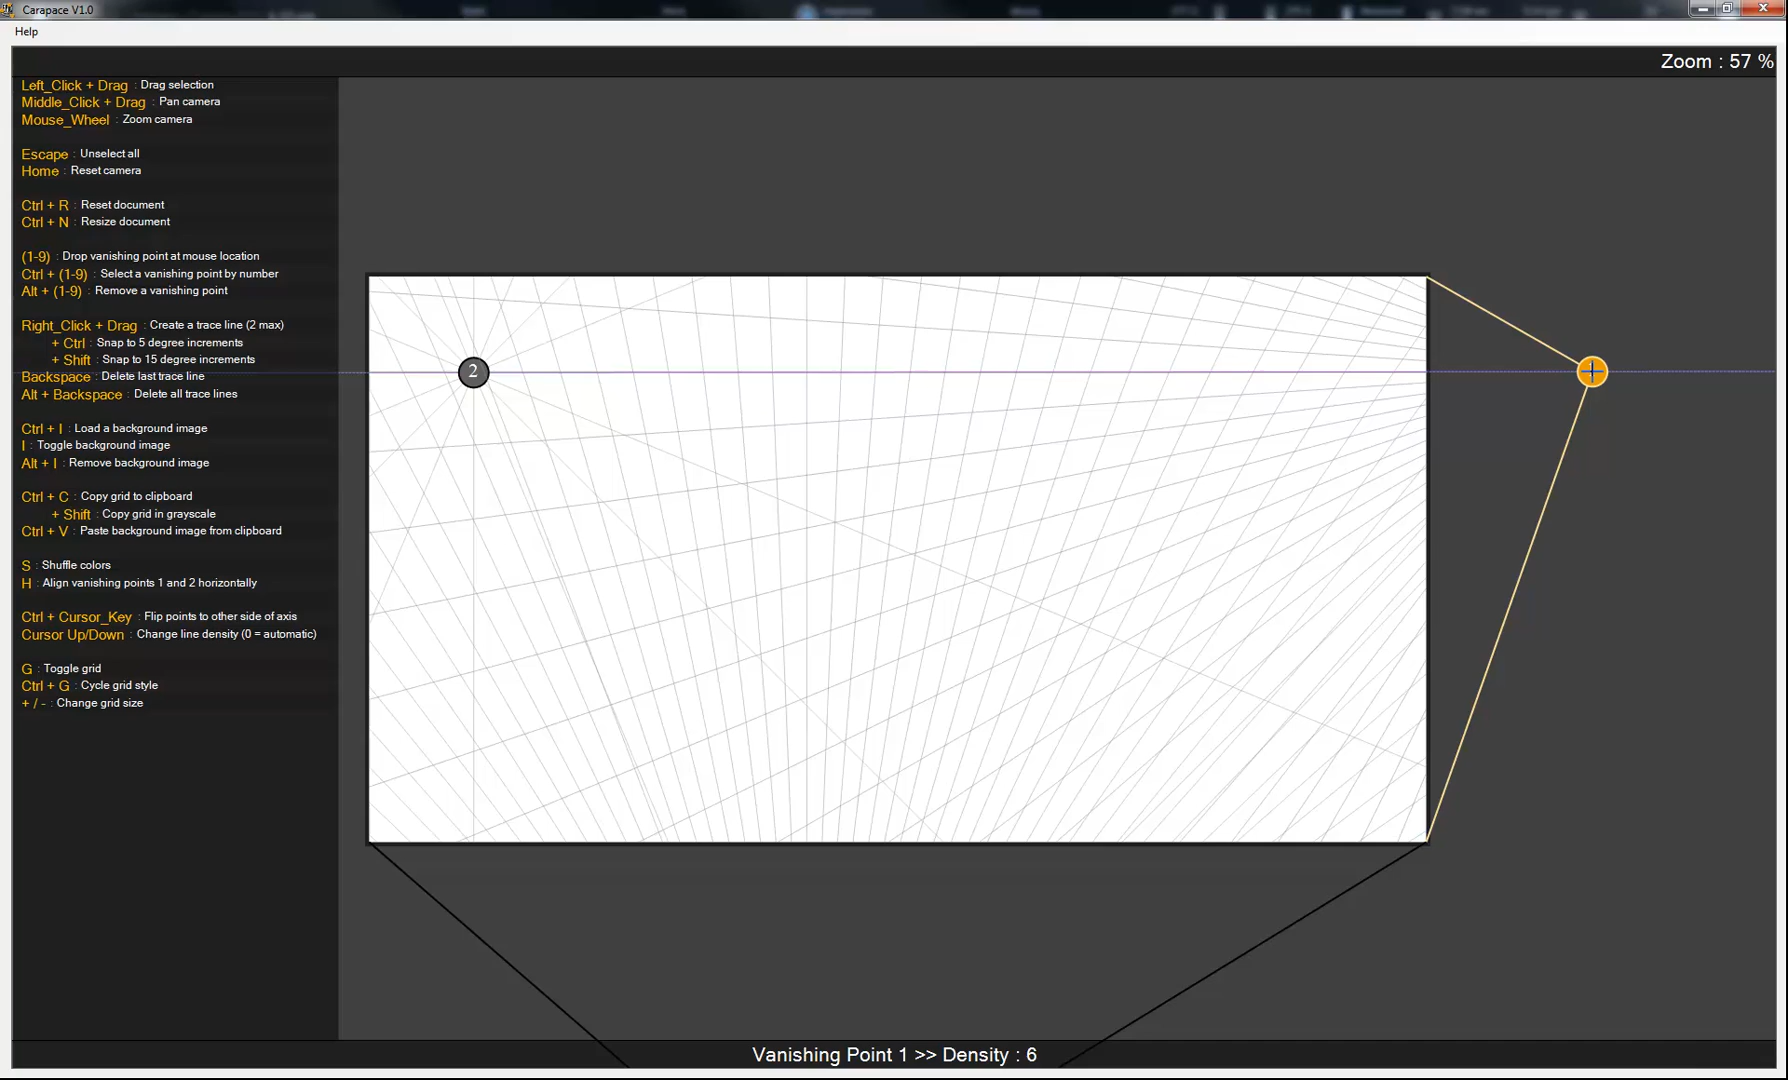 Carapace V1.0
Help
Zoom : 57 %
Left_Click + Drag : Drag selection
Middle_Click + Drag : Pan camera
Mouse_Wheel : Zoom camera
Escape : Unselect all
Home : Reset camera
Ctrl + R : Reset document
Ctrl + N : Resize document
(1-9) : Drop vanishing point at mouse location
Ctrl + (1-9) : Select a vanishing point by number
Alt + (1-9) : Remove a vanishing point
Right_Click + Drag : Create a trace line (2 max)
+ Ctrl : Snap to 5 degree increments
+ Shift : Snap to 15 degree increments
Backspace : Delete last trace line
Alt + Backspace : Delete all trace lines
Ctrl + I : Load a background image
I : Toggle background image
Alt + I : Remove background image
Ctrl + C : Copy grid to clipboard
+ Shift : Copy grid in grayscale
Ctrl + V : Paste background image from clipboard
S : Shuffle colors
H : Align vanishing points 1 and 2 horizontally
Ctrl + Cursor_Key : Flip points to other side of axis
Cursor Up/Down : Change line density (0 = automatic)
G : Toggle grid
Ctrl + G : Cycle grid style
+ / - : Change grid size
2
Vanishing Point 1 >> Density : 6